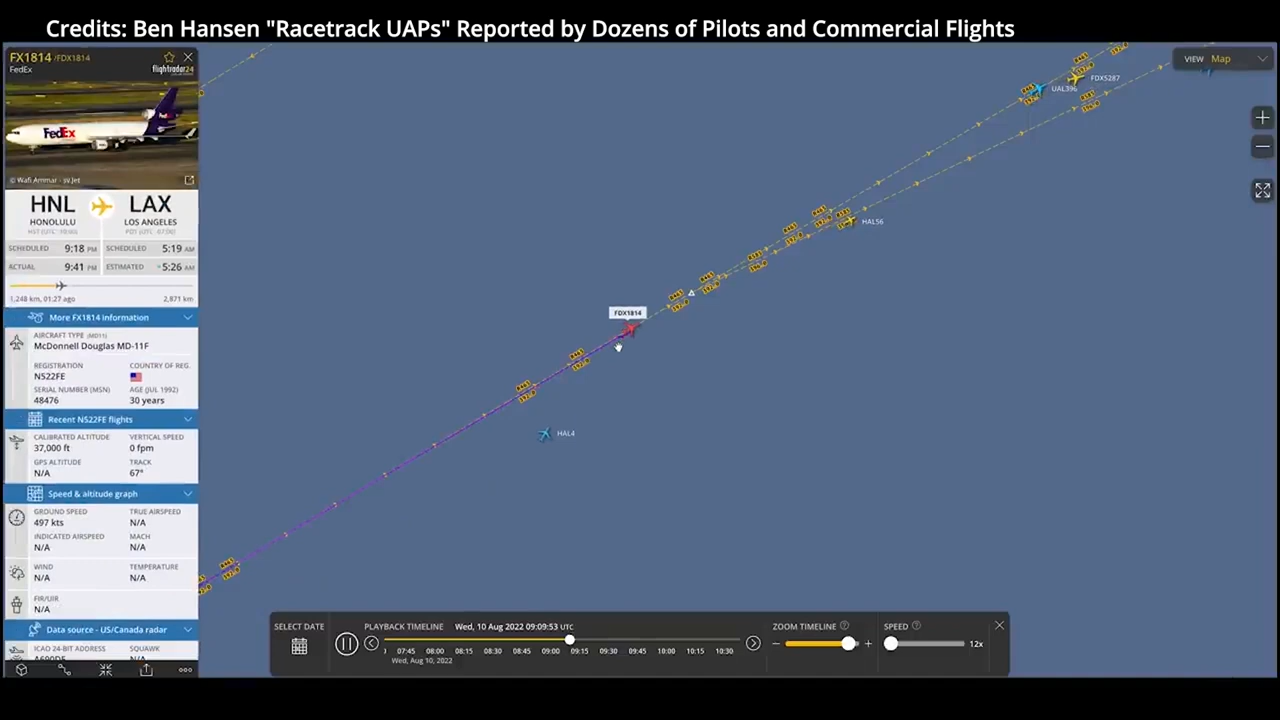 Credits: Ben Hansen "Racetrack UAPs" Reported by Dozens of Pilots and Commercial Flights
FX1814 /FDX1814
FedEx
flightradar24
FedEx
© Wafi Ammar - sv.Jet
HNL LAX
HONOLULU LOS ANGELES
SCHEDULED 9:18 PM SCHEDULED 5:19 AM
ACTUAL 9:41 PM ESTIMATED 5:26 AM
1,248 km, 01:27 ago 2,871 km
More FX1814 information
AIRCRAFT TYPE (MD11)
McDonnell Douglas MD-11F
REGISTRATION COUNTRY OF REG.
N522FE
SERIAL NUMBER (MSN) AGE (JUL 1992)
48476 30 years
Recent N522FE flights
CALIBRATED ALTITUDE VERTICAL SPEED
37,000 ft 0 fpm
GPS ALTITUDE TRACK
N/A 67°
Speed & altitude graph
GROUND SPEED TRUE AIRSPEED
497 kts N/A
INDICATED AIRSPEED MACH
N/A N/A
WIND TEMPERATURE
N/A N/A
FIR/UIR
N/A
Data source - US/Canada radar
ICAO 24-BIT ADDRESS SQUAWK
VIEW Map
UAL396
FDX5287
HAL56
FDX1814
HAL4
SELECT DATE
PLAYBACK TIMELINE Wed, 10 Aug 2022 09:09:53 UTC
07:45 08:00 08:15 08:30 08:45 09:00 09:15 09:30 09:45 10:00 10:15 10:30
Wed, Aug 10, 2022
ZOOM TIMELINE
SPEED
12x